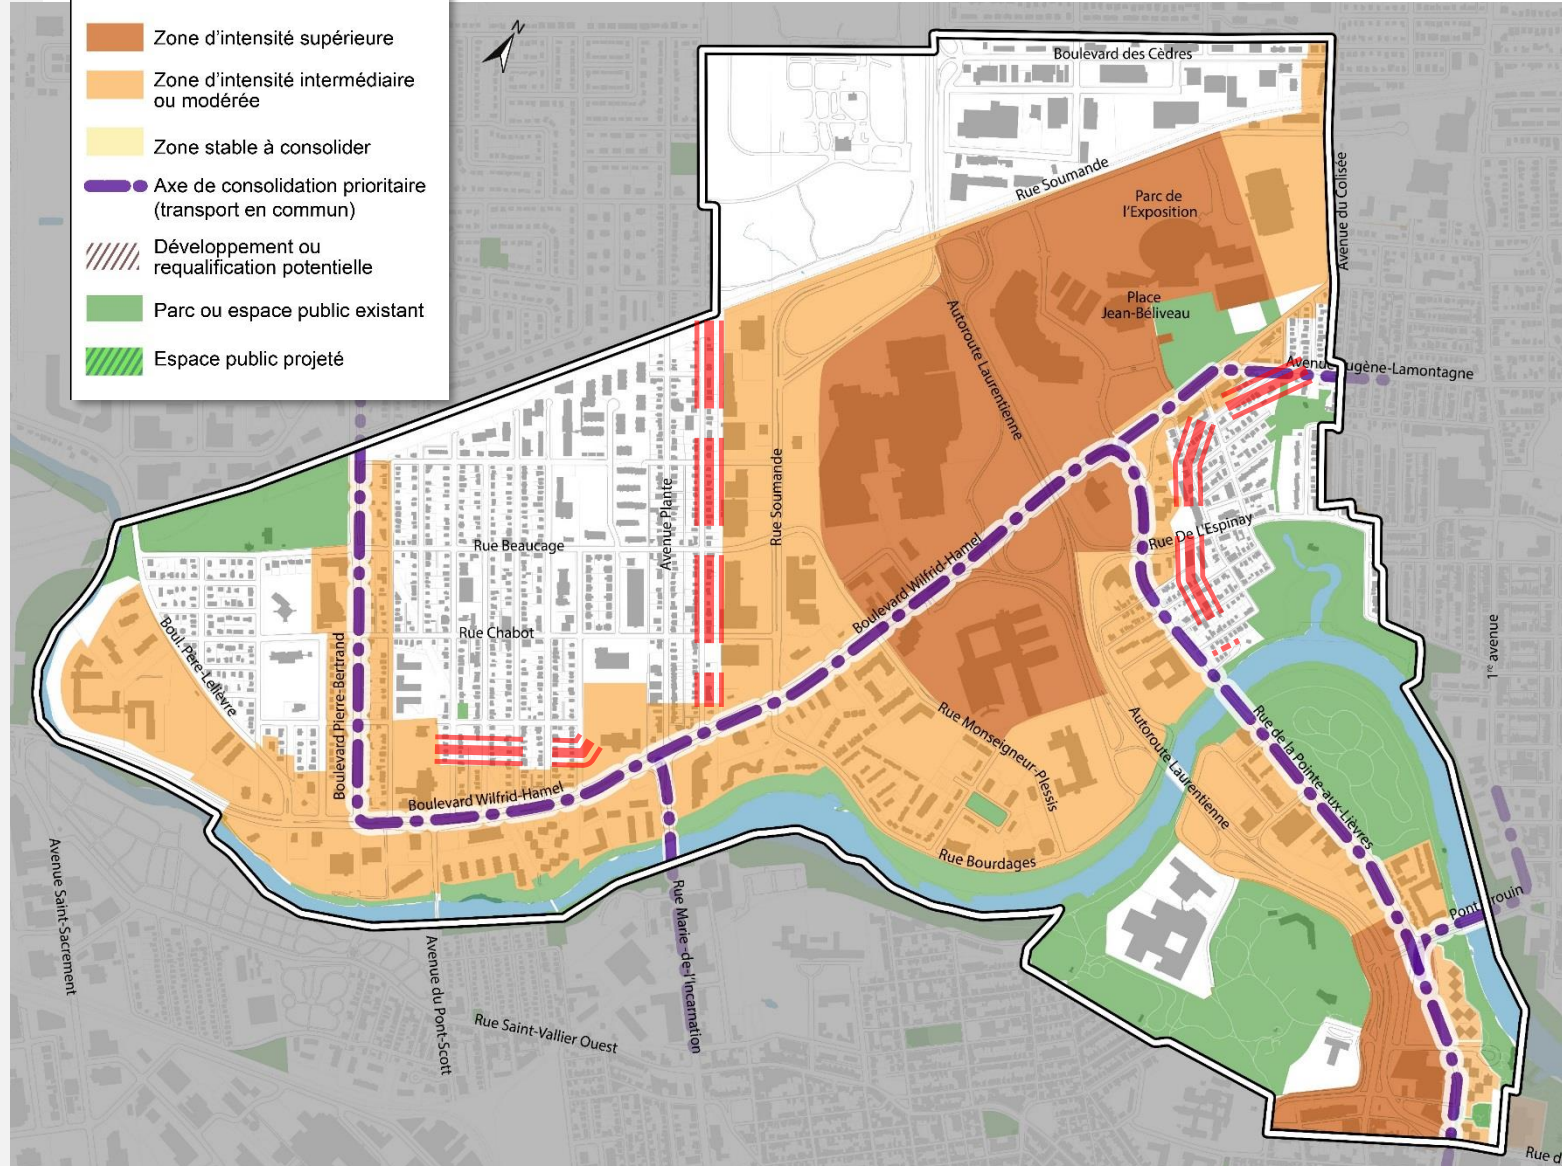 Zone d'intensité supérieure
Zone d'intensité intermédiaire
ou modérée
Zone stable à consolider
Axe de consolidation prioritaire
(transport en commun)
Développement ou
requalification potentielle
Parc ou espace public existant
Espace public projeté
N
Boulevard des Cèdres
Rue Soumande
Parc de
l'Exposition
Avenue du Colisée
Place
Jean-Béliveau
Autoroute Laurentienne
Avenue Eugène-Lamontagne
Rue Soumande
Avenue Plante
Rue Beaucage
Rue De L'Espinay
Boulevard Wilfrid-Hamel
Rue Chabot
Boul. Père-Lelièvre
Boulevard Pierre-Bertrand
1re avenue
Rue Monseigneur-Plessis
Autoroute Laurentienne
Rue de la Pointe-aux-Lièvres
Boulevard Wilfrid-Hamel
Rue Bourdages
Avenue Saint-Sacrement
Rue Marie-de-l'Incarnation
Pont Drouin
Avenue du Pont-Scott
Rue Saint-Vallier Ouest
Rue d